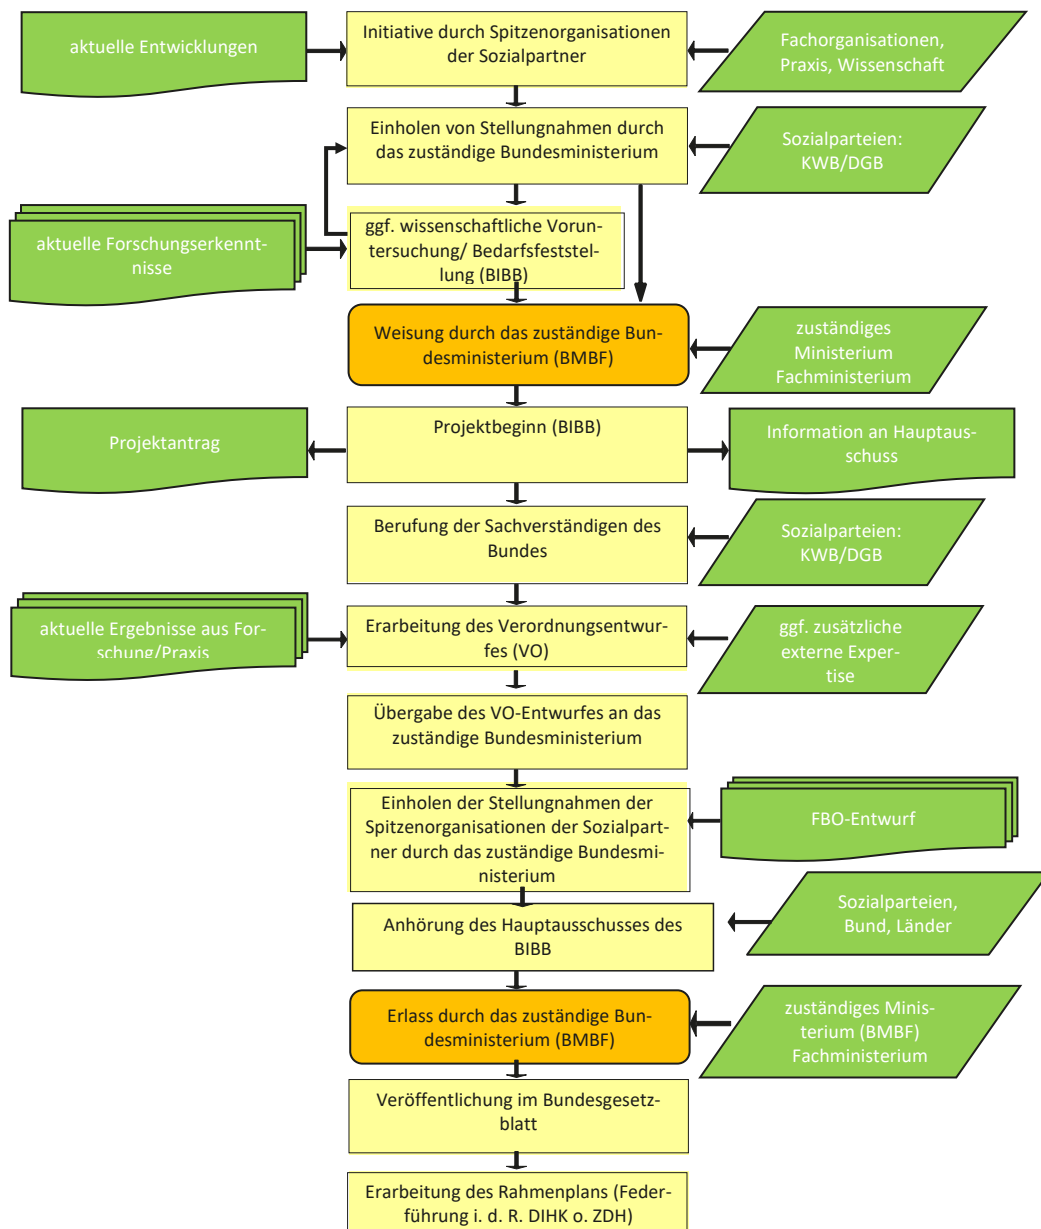 aktuelle Entwicklungen
Initiative durch Spitzenorganisationen
der Sozialpartner
Fachorganisationen,
Praxis, Wissenschaft
Einholen von Stellungnahmen durch
das zuständige Bundesministerium
Sozialparteien:
KWB/DGB
aktuelle Forschungserkennt-
nisse
ggf. wissenschaftliche Vorun-
tersuchung/ Bedarfsfeststel-
lung (BIBB)
Weisung durch das zuständige Bun-
desministerium (BMBF)
zuständiges
Ministerium
Fachministerium
Projektantrag
Projektbeginn (BIBB)
Information an Hauptaus-
schuss
Berufung der Sachverständigen des
Bundes
Sozialparteien:
KWB/DGB
aktuelle Ergebnisse aus For-
schung/Praxis
Erarbeitung des Verordnungsentwur-
fes (VO)
ggf. zusätzliche
externe Exper-
tise
Übergabe des VO-Entwurfes an das
zuständige Bundesministerium
Einholen der Stellungnahmen der
Spitzenorganisationen der Sozialpart-
ner durch das zuständige Bundesmi-
nisterium
FBO-Entwurf
Anhörung des Hauptausschusses des
BIBB
Sozialparteien,
Bund, Länder
Erlass durch das zuständige Bun-
desministerium (BMBF)
zuständiges Minis-
terium (BMBF)
Fachministerium
Veröffentlichung im Bundesgesetz-
blatt
Erarbeitung des Rahmenplans (Feder-
führung i. d. R. DIHK o. ZDH)